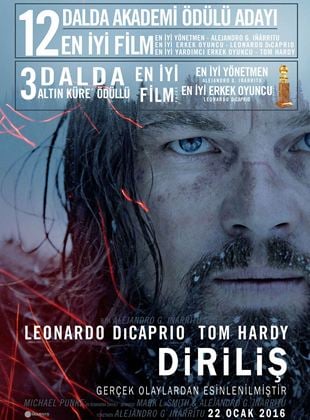 12 DALDA AKADEMİ ÖDÜLÜ ADAYI
EN İYİ FİLM
EN İYİ YÖNETMEN - ALEJANDRO G. IÑÁRRITU
EN İYİ ERKEK OYUNCU - LEONARDO DiCAPRIO
EN İYİ YARDIMCI ERKEK OYUNCU - TOM HARDY
3 DALDA
ALTIN KÜRE ÖDÜLLÜ
EN İYİ
FİLM
EN İYİ YÖNETMEN
ALEJANDRO G. IÑÁRRITU
EN İYİ ERKEK OYUNCU
LEONARDO DiCAPRIO
ALEJANDRO G. IÑÁRRITU
LEONARDO DiCAPRIO TOM HARDY
DİRİLİŞ
GERÇEK OLAYLARDAN ESİNLENİLMİŞTİR
MICHAEL PUNKE
MARK L. SMITH & ALEJANDRO G. IÑÁRRITU
ALEJANDRO G. IÑÁRRITU
22 OCAK 2016